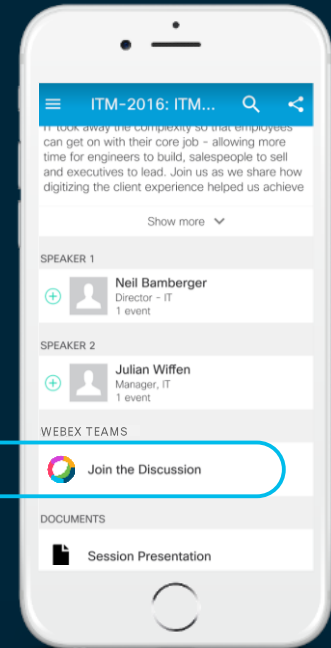 ITM-2016: ITM...
IT took away the complexity so that employees
can get on with their core job - allowing more
time for engineers to build, salespeople to sell
and executives to lead. Join us as we share how
digitizing the client experience helped us achieve
Show more
SPEAKER 1
Neil Bamberger
Director - IT
1 event
SPEAKER 2
Julian Wiffen
Manager, IT
1 event
WEBEX TEAMS
Join the Discussion
DOCUMENTS
Session Presentation